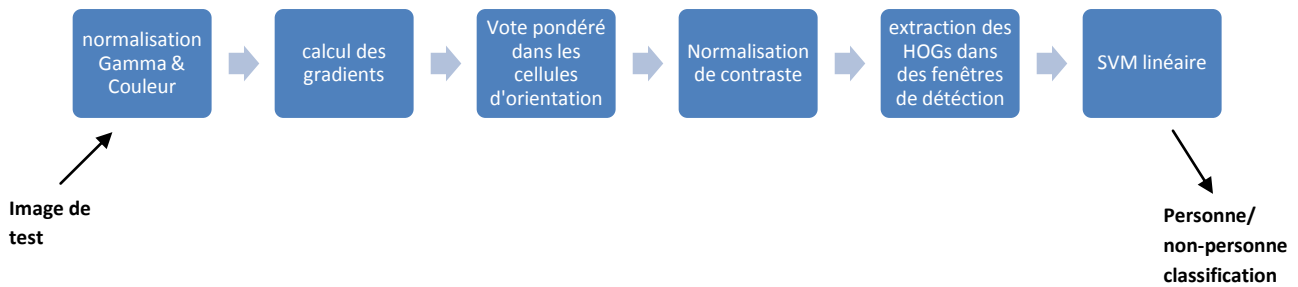 normalisation
Gamma &
Couleur
calcul des
gradients
Vote pondéré
dans les
cellules
d'orientation
Normalisation
de contraste
extraction des
HOGs dans
des fenêtres
de détéction
SVM linéaire
Image de
test
Personne/
non-personne
classification